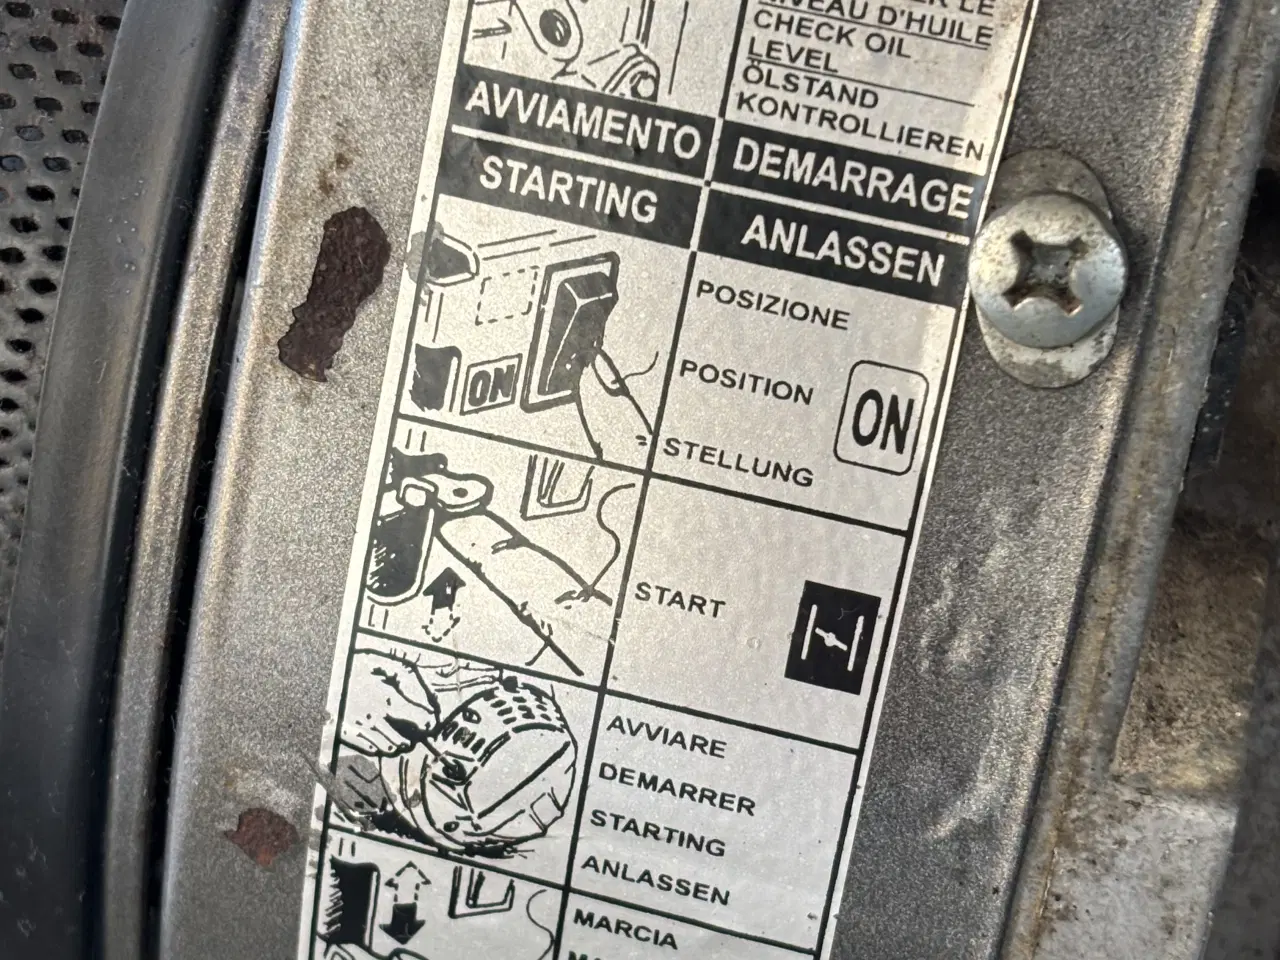 LE
NIVEAU D'HUILE
CHECK OIL
LEVEL
ÖLSTAND
KONTROLLIEREN
AVVIAMENTO
DEMARRAGE
STARTING
ANLASSEN
ON
POSIZIONE
POSITION
STELLUNG
ON
START
AVVIARE
DEMARRER
STARTING
ANLASSEN
MARCIA